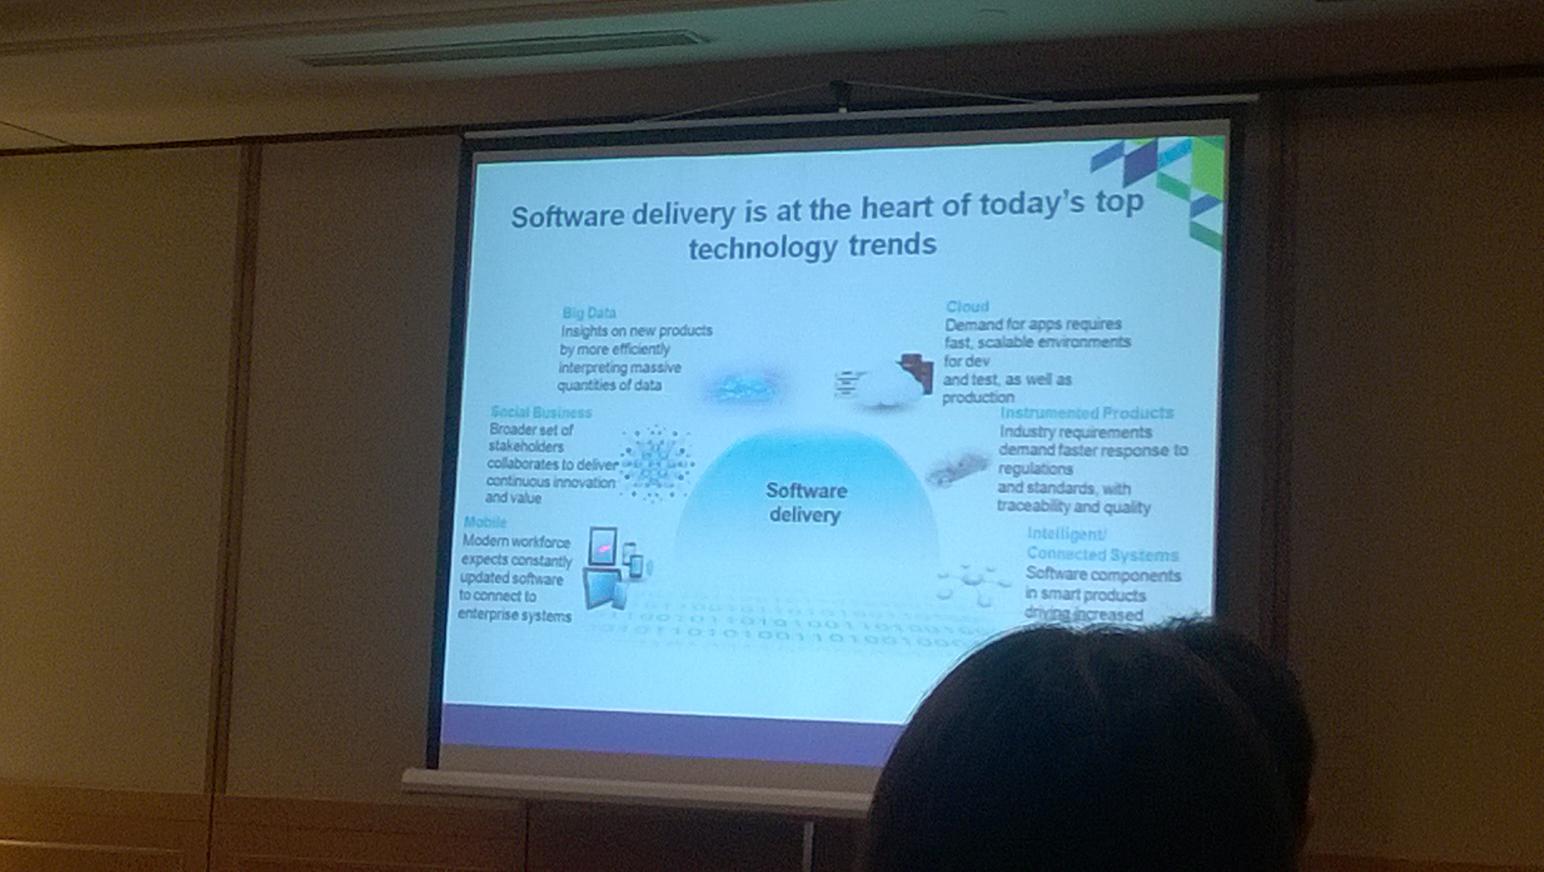 Software delivery is at the heart of today's top
technology trends
Big Data
Insights on new products
by more efficiently
interpreting massive
quantities of data
Cloud
Demand for apps requires
fast, scalable environments
for dev
and test, as well as
production
Social Business
Broader set of
stakeholders
collaborates to deliver
continuous innovation
and value
Instrumented Products
Industry requirements
demand faster response to
regulations
and standards, with
traceability and quality
Software
delivery
Mobile
Modern workforce
expects constantly
updated software
to connect to
enterprise systems
Intelligent/
Connected Systems
Software components
in smart products
driving increased